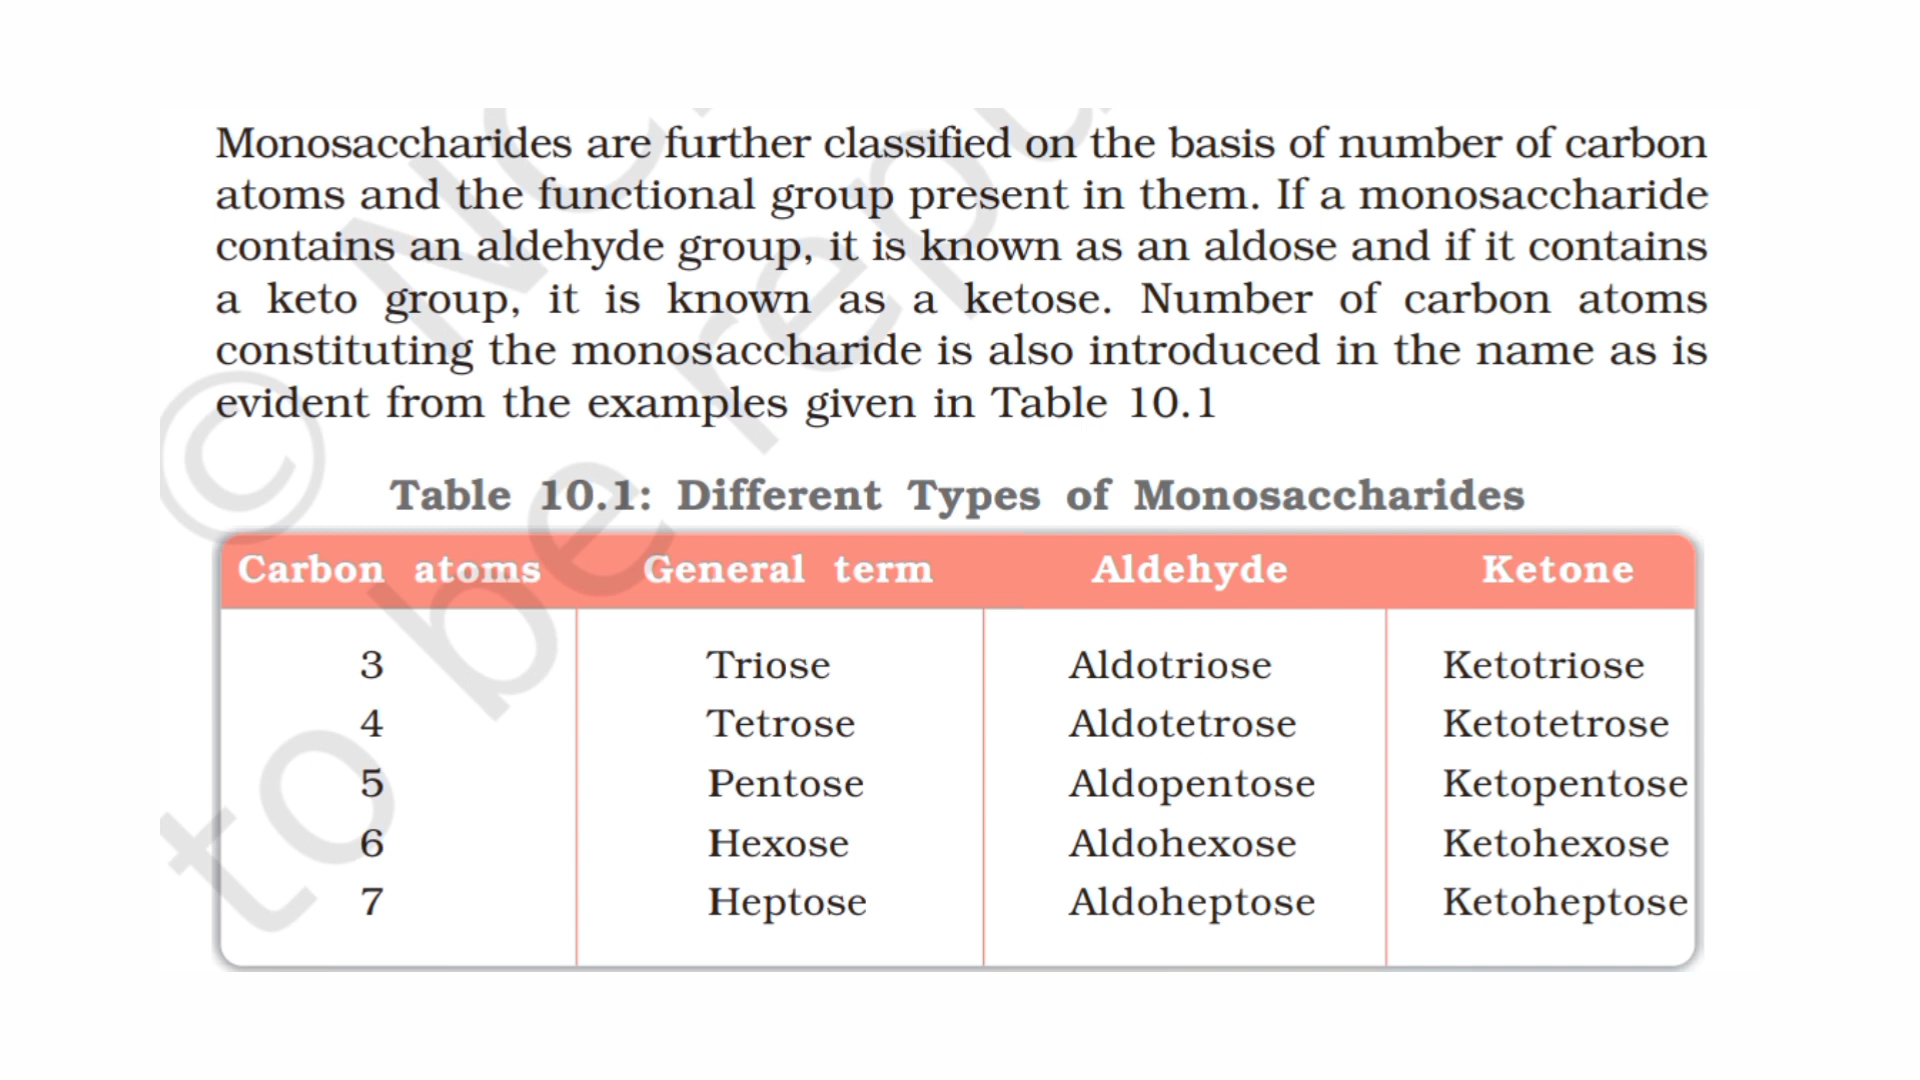 Monosaccharides are further classified on the basis of number of carbon
atoms and the functional group present in them. If a monosaccharide
contains an aldehyde group, it is known as an aldose and if it contains
a keto group, it is known as a ketose. Number of carbon atoms
constituting the monosaccharide is also introduced in the name as is
evident from the examples given in Table 10.1
Table 10.1: Different Types of Monosaccharides
Carbon atoms General term Aldehyde Ketone
3 Triose Aldotriose Ketotriose
4 Tetrose Aldotetrose Ketotetrose
5 Pentose Aldopentose Ketopentose
6 Hexose Aldohexose Ketohexose
7 Heptose Aldoheptose Ketoheptose
©
to be